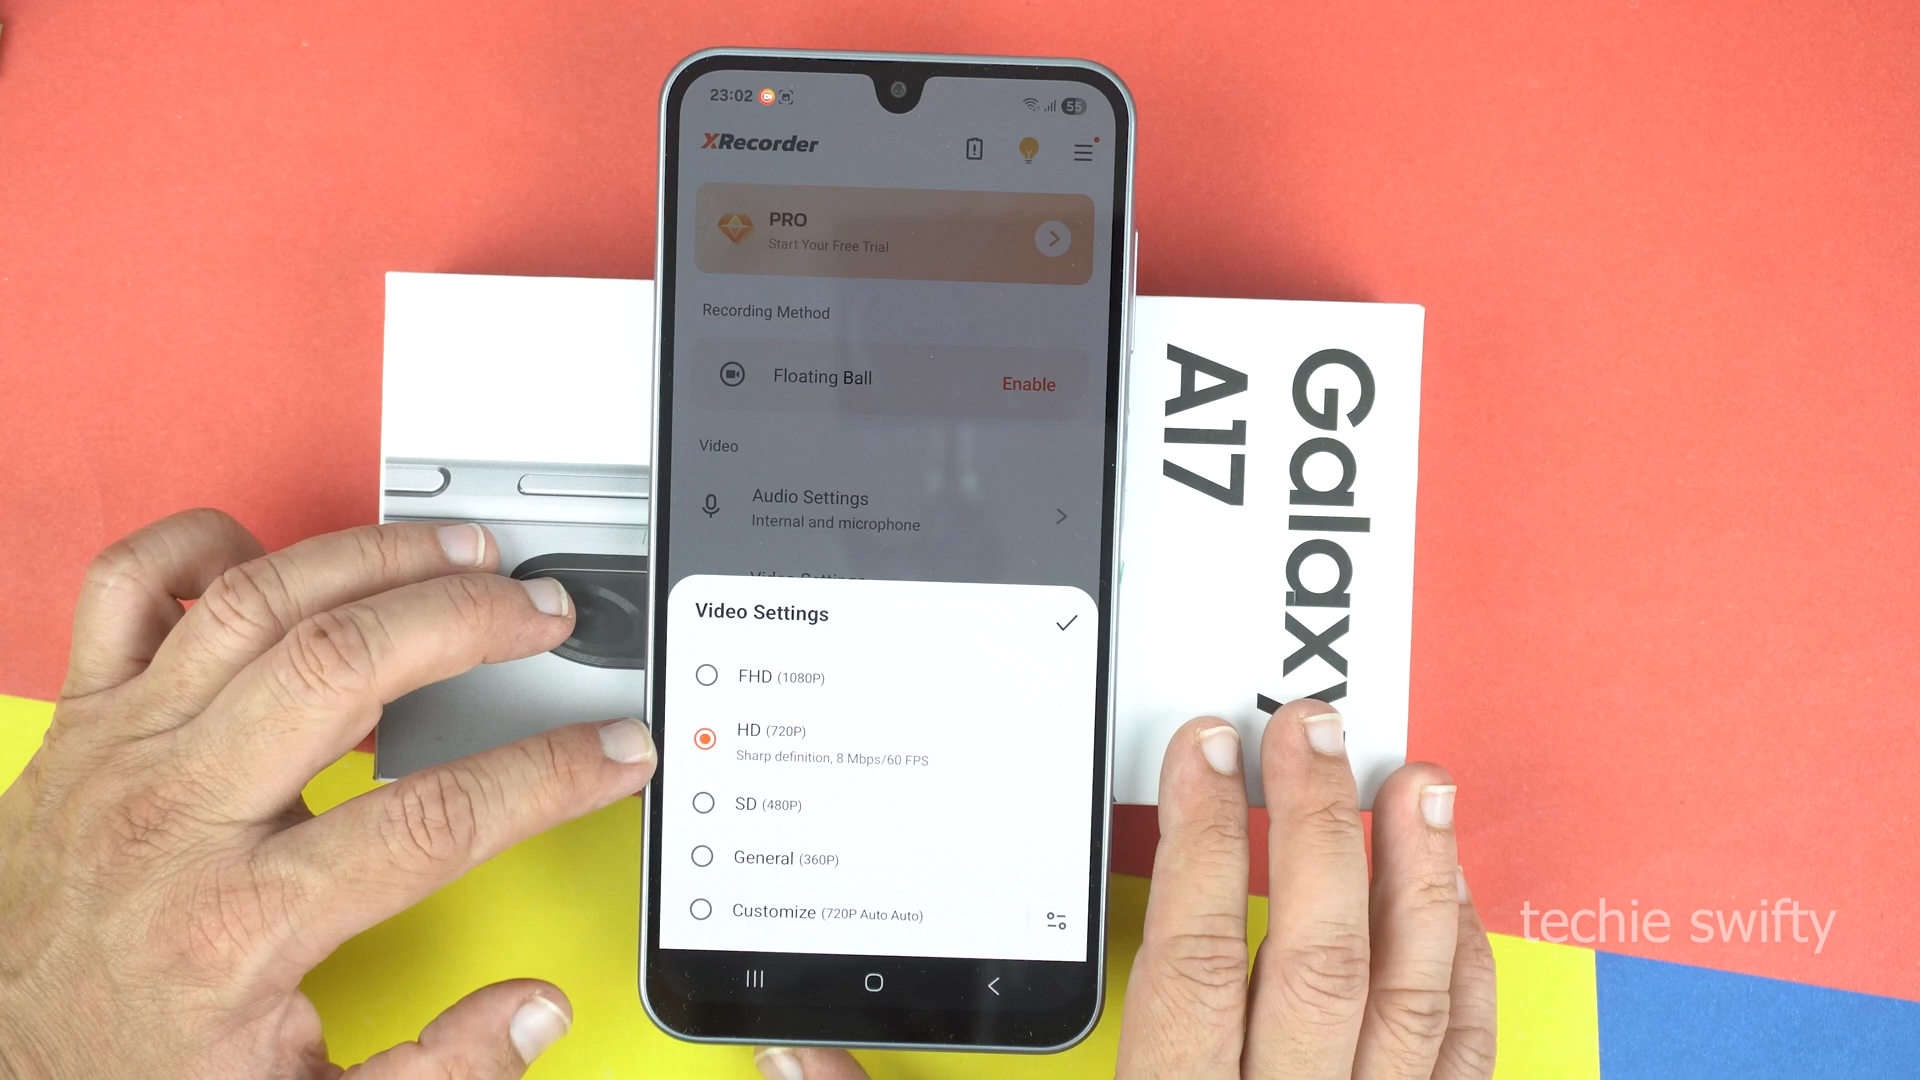 23:02
55
XRecorder
PRO
Start Your Free Trial
Recording Method
Floating Ball
Enable
Video
Audio Settings
Internal and microphone
Video Settings
Video Settings
FHD (1080P)
HD (720P)
Sharp definition, 8 Mbps/60 FPS
SD (480P)
General (360P)
Customize (720P Auto Auto)
Galaxy
A17
techie swifty